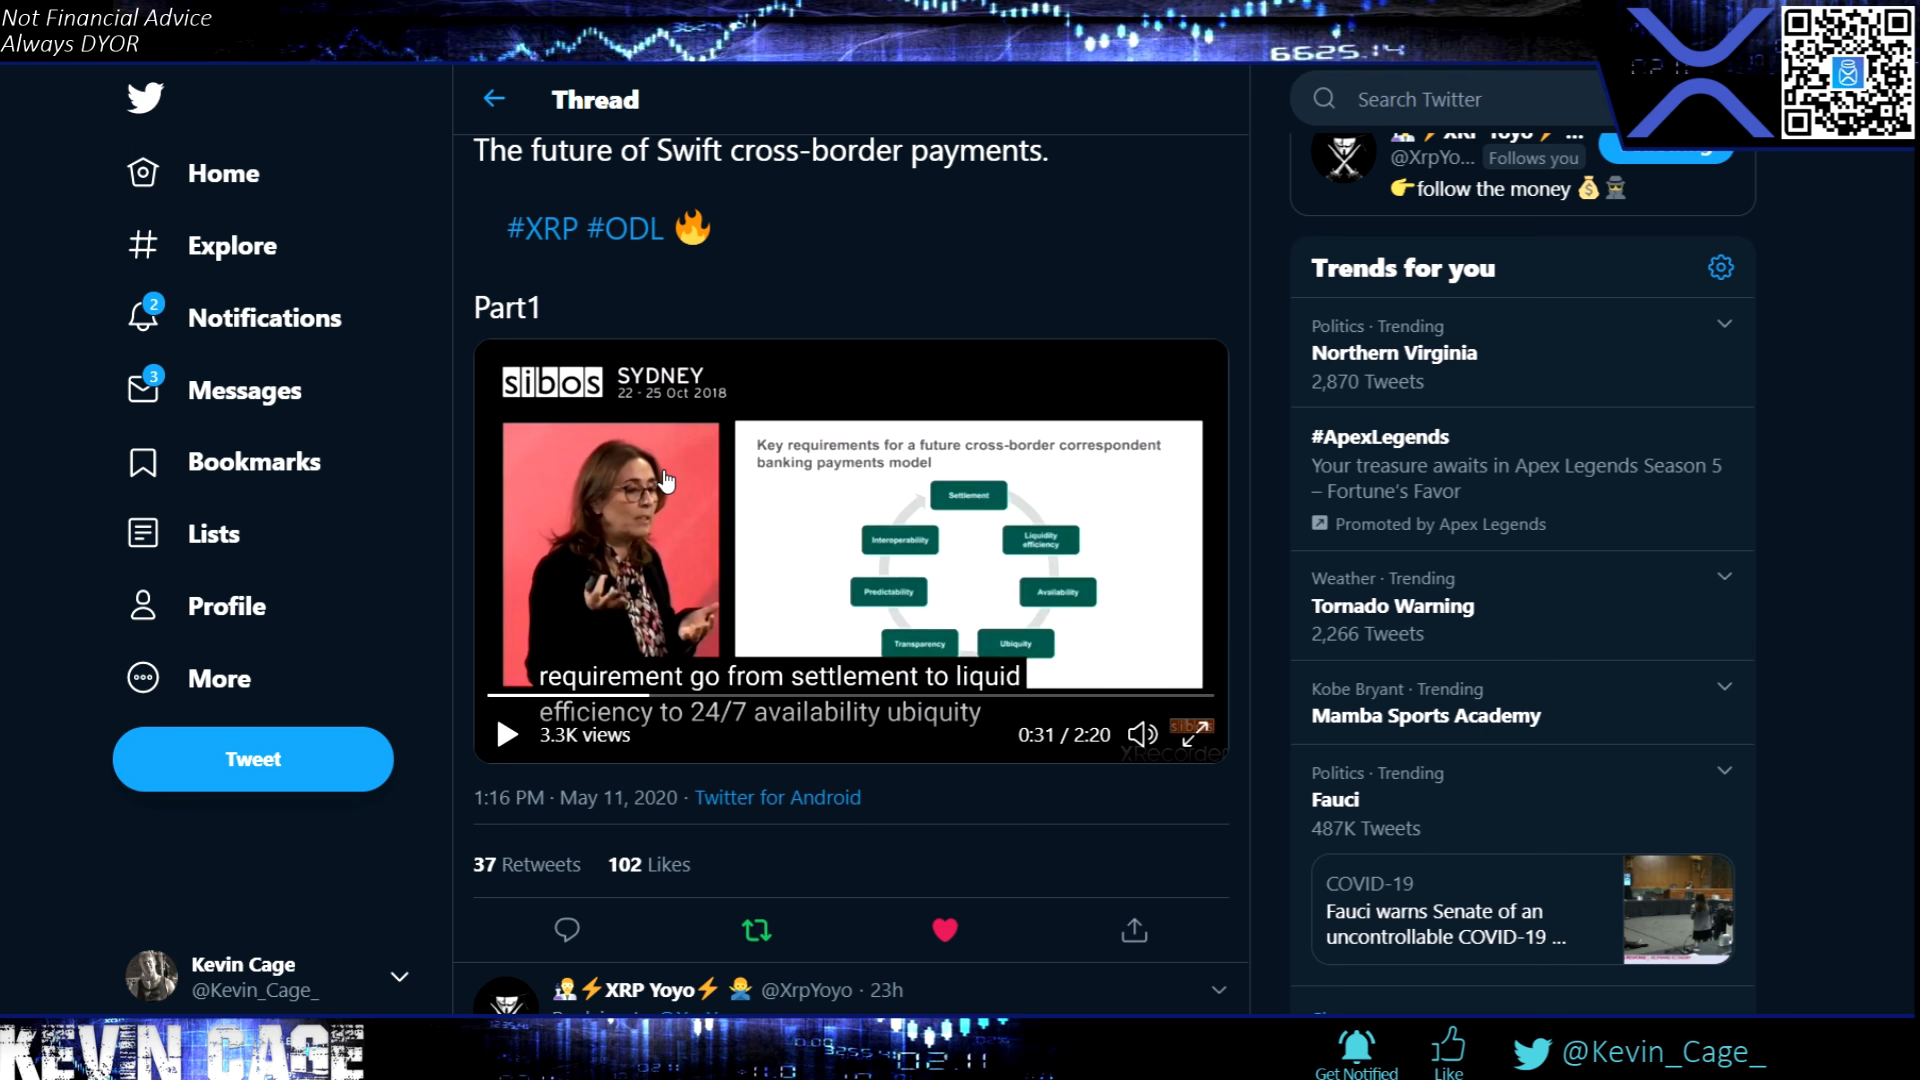 Not Financial Advice
Always DYOR
6625.14
Thread
Search Twitter
Home
Explore
2
Notifications
3
Messages
Bookmarks
Lists
Profile
More
Tweet
Kevin Cage
@Kevin_Cage_
The future of Swift cross-border payments.
#XRP #ODL
Part1
sibos SYDNEY
22 - 25 Oct 2018
Key requirements for a future cross-border correspondent
banking payments model
Settlement
Interoperability
Liquidity
efficiency
Predictability
Availability
Transparency
Ubiquity
requirement go from settlement to liquid
efficiency to 24/7 availability ubiquity
3.3K views
0:31 / 2:20
sibos
XRecorder
1:16 PM · May 11, 2020 · Twitter for Android
37 Retweets 102 Likes
XRP Yoyo @XrpYoyo · 23h
XRP Yoyo ...
@XrpYo... Follows you
follow the money
Trends for you
Politics · Trending
Northern Virginia
2,870 Tweets
#ApexLegends
Your treasure awaits in Apex Legends Season 5
– Fortune's Favor
Promoted by Apex Legends
Weather · Trending
Tornado Warning
2,266 Tweets
Kobe Bryant · Trending
Mamba Sports Academy
Politics · Trending
Fauci
487K Tweets
COVID-19
Fauci warns Senate of an
uncontrollable COVID-19 ...
KEVIN CAGE
02.11
Get Notified
Like
@Kevin_Cage_